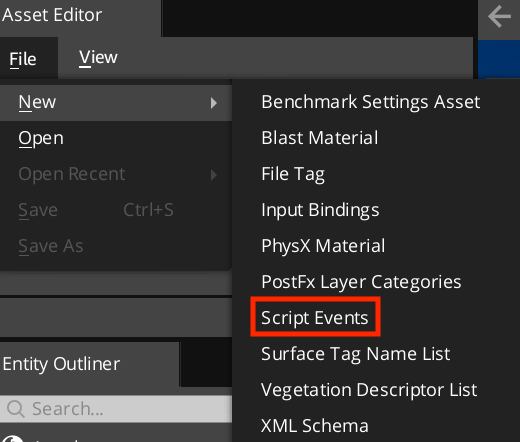 Asset Editor
File View
New
Open
Open Recent
Save Ctrl+S
Save As
Benchmark Settings Asset
Blast Material
File Tag
Input Bindings
PhysX Material
PostFx Layer Categories
Script Events
Surface Tag Name List
Vegetation Descriptor List
XML Schema
Entity Outliner
Search...